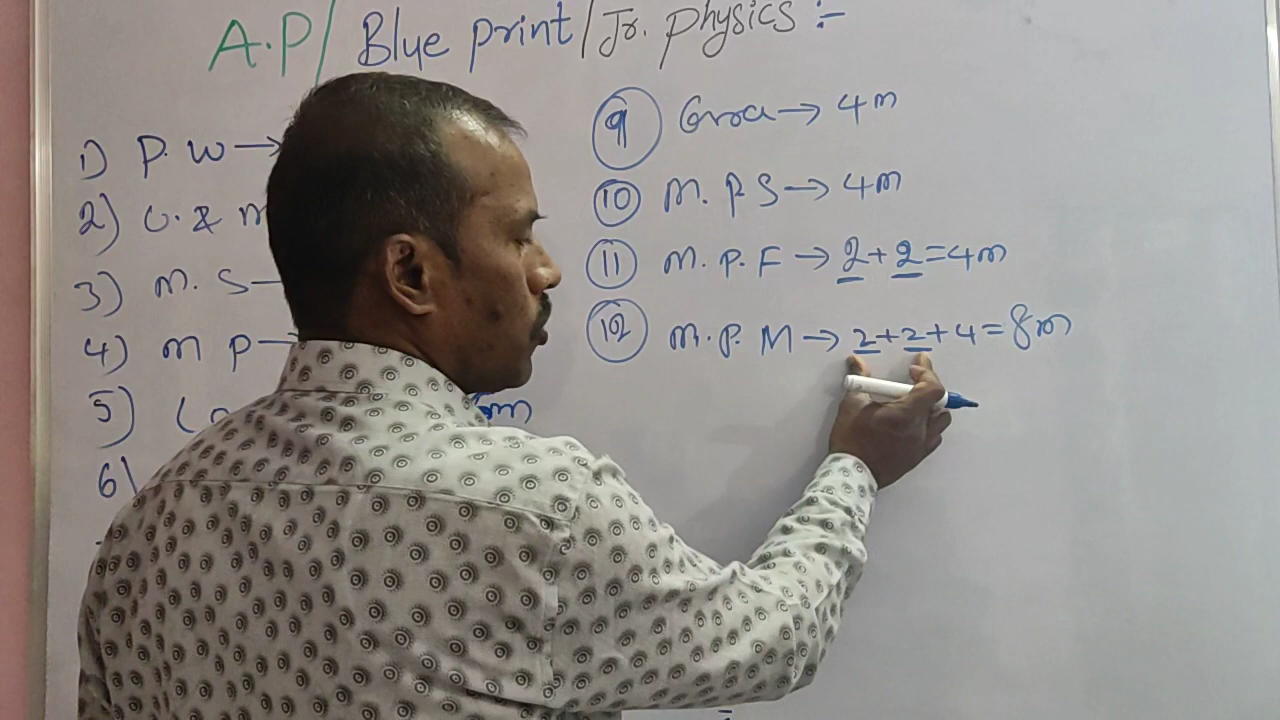 A.P/ Blue print/Jr. Physics :-
1) P. W →
2) U. & m
3) m. S
4) m P
5)
6)
9 Gra → 4m
10 M. P. S → 4m
11 M. P. F → 2+2=4m
12 M. P. M → 2+2+4=8m